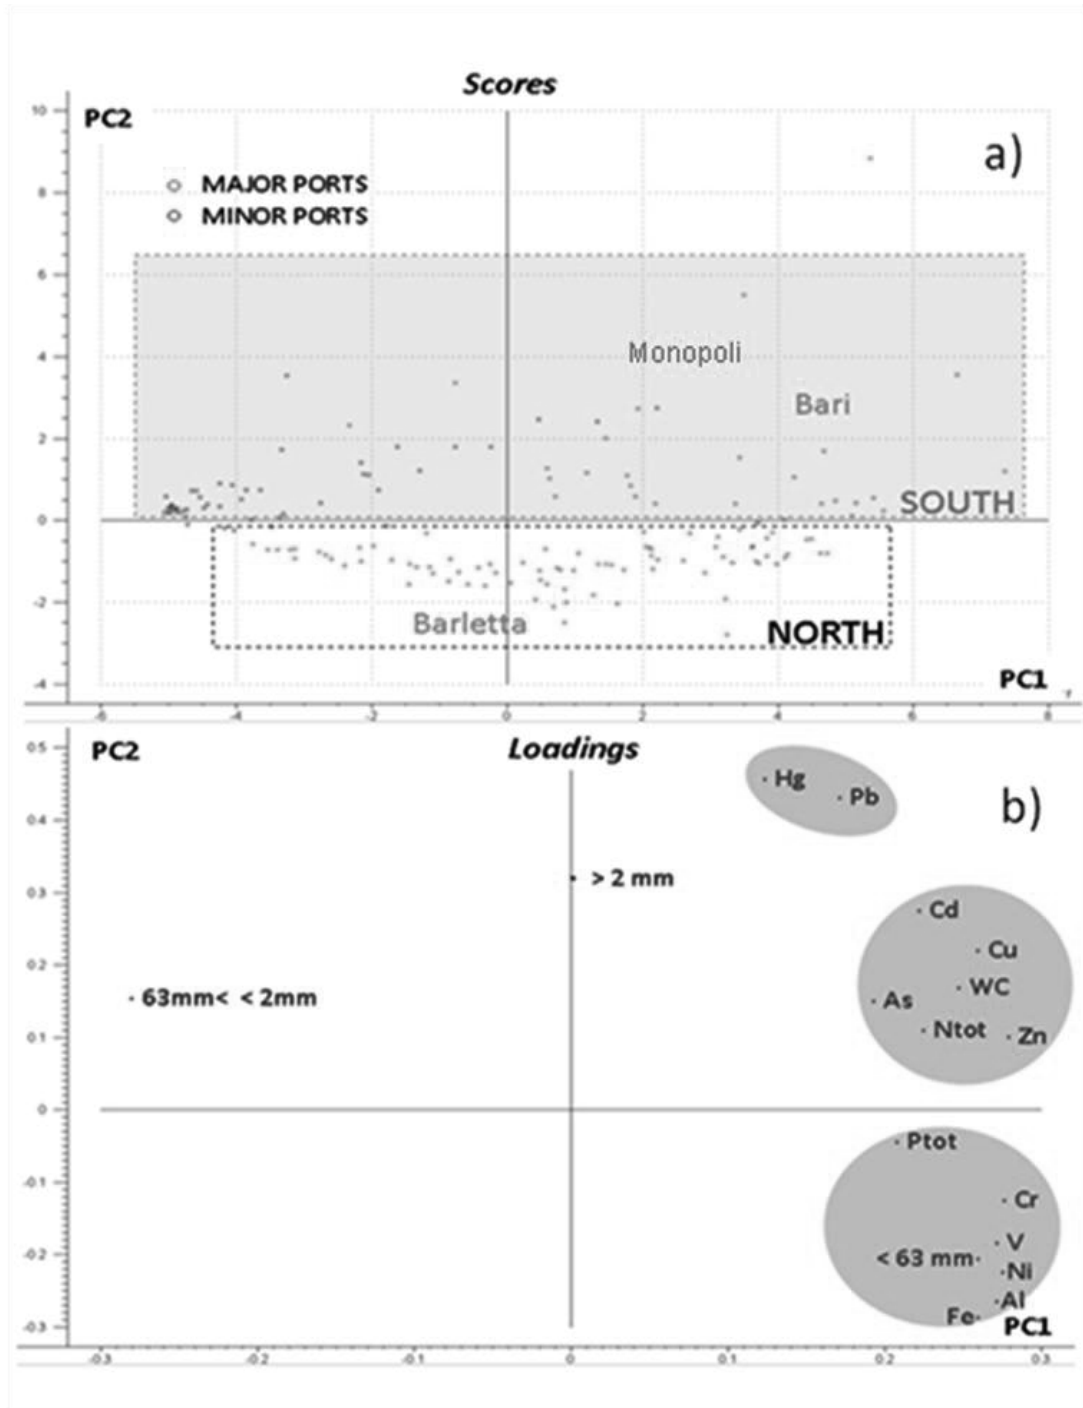 Scores
10
PC2
a)
8
MAJOR PORTS
MINOR PORTS
6
Monopoli
4
Bari
2
SOUTH
0
-2
Barletta
NORTH
-4
PC1
-6 -4 -2 0 2 4 6 8
0.5
PC2
Loadings
Hg
Pb
b)
0.4
> 2 mm
0.3
Cd
Cu
0.2
WC
63mm< < 2mm
As
0.1
Ntot
Zn
0
Ptot
-0.1
Cr
V
-0.2
< 63 mm
Ni
Al
Fe
-0.3
PC1
-0.3 -0.2 -0.1 0 0.1 0.2 0.3